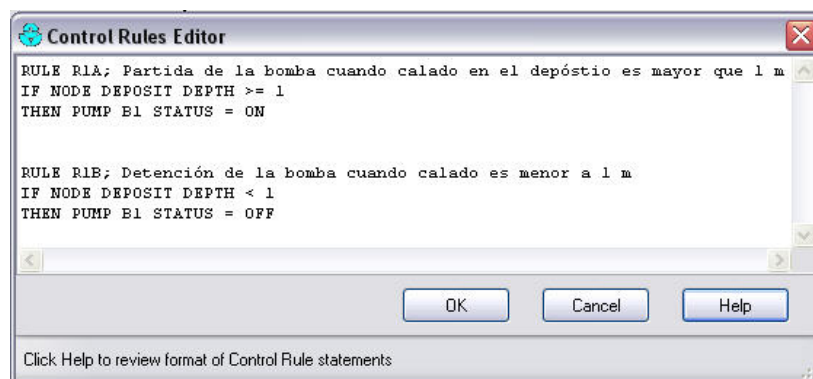 Control Rules Editor
RULE R1A; Partida de la bomba cuando calado en el depóstio es mayor que 1 m
IF NODE DEPOSIT DEPTH >= 1
THEN PUMP B1 STATUS = ON
RULE R1B; Detención de la bomba cuando calado es menor a 1 m
IF NODE DEPOSIT DEPTH < 1
THEN PUMP B1 STATUS = OFF
OK Cancel Help
Click Help to review format of Control Rule statements